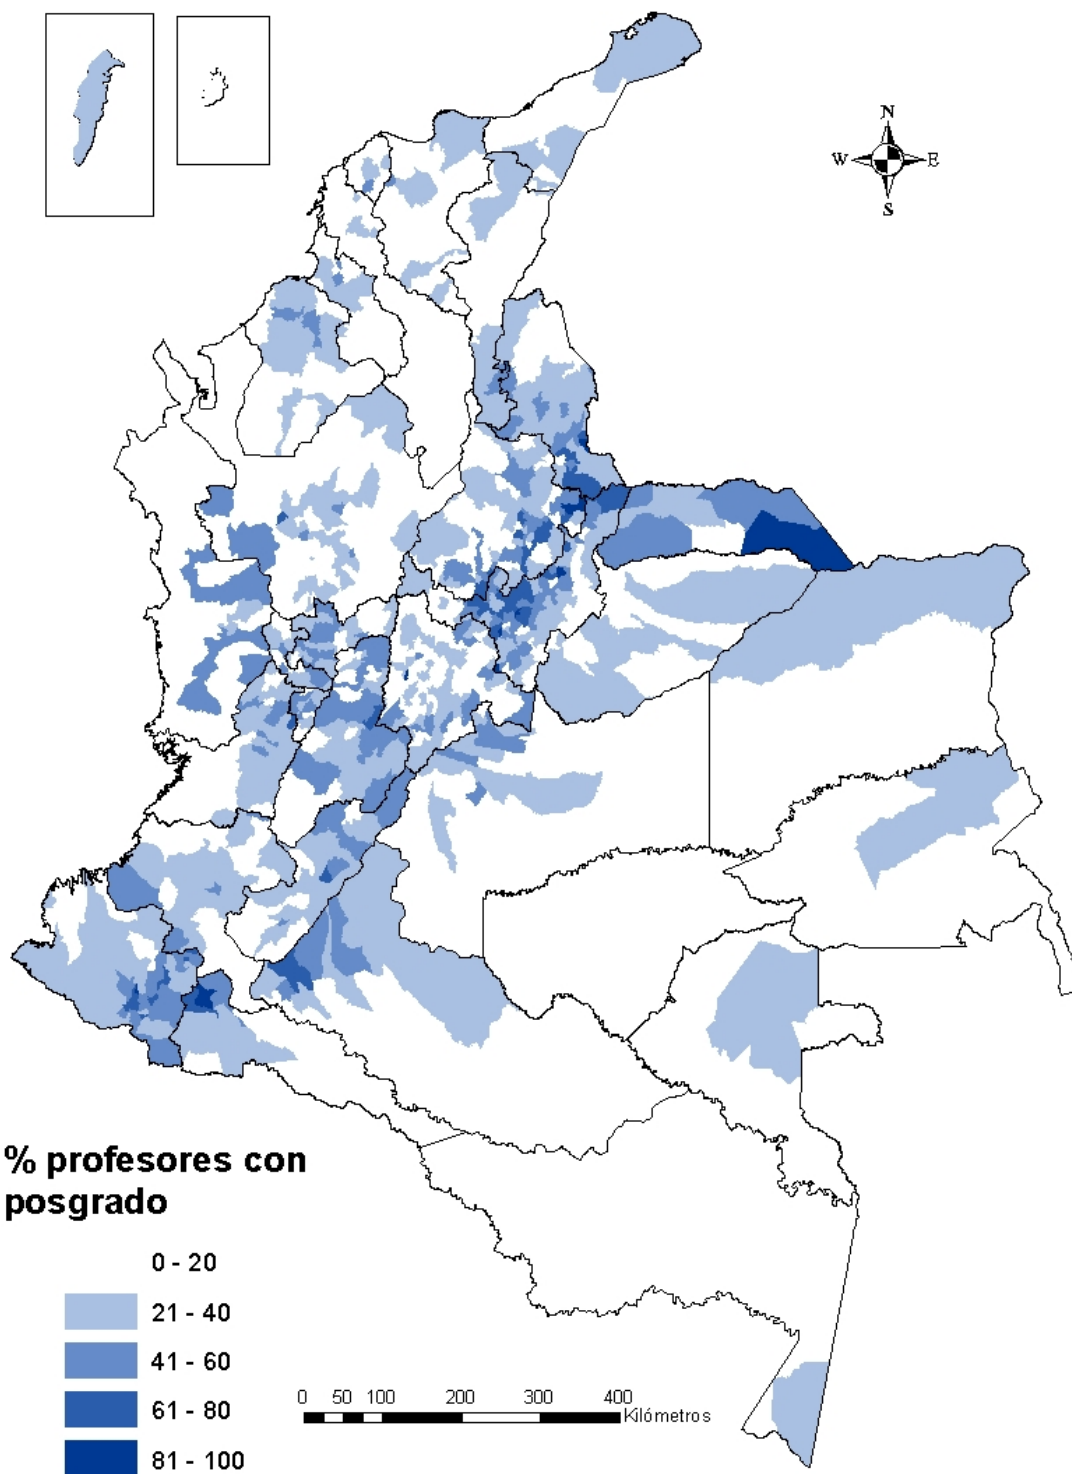 N
W E
S
% profesores con
posgrado
0 - 20
21 - 40
41 - 60
61 - 80
81 - 100
0 50 100 200 300 400
Kilómetros